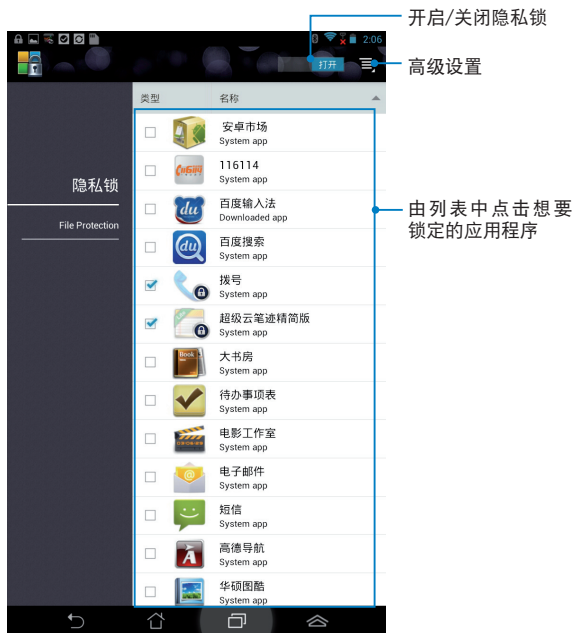 开启/关闭隐私锁
2:06
打开
高级设置
类型 名称
隐私锁
File Protection
安卓市场
System app
116114
System app
百度输入法
Downloaded app
百度搜索
System app
拨号
System app
超级云笔迹精简版
System app
大书房
System app
待办事项表
System app
电影工作室
System app
电子邮件
System app
短信
System app
高德导航
System app
华硕图酷
System app
由列表中点击想要
锁定的应用程序
du
du
Book